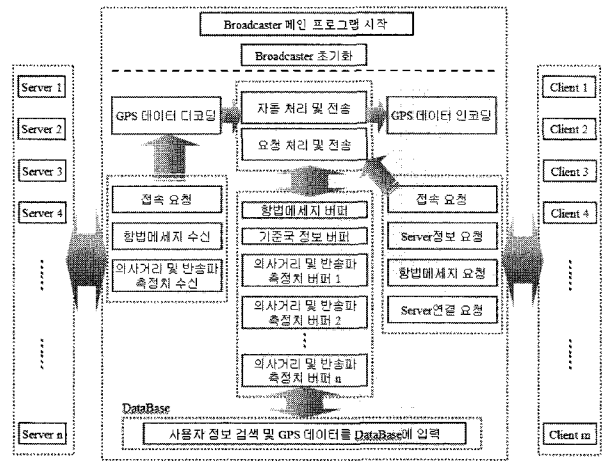 Broadcaster 메인 프로그램 시작
Broadcaster 초기화
Server 1
Server 2
Server 3
Server 4
Server n
GPS 데이터 디코딩
자동 처리 및 전송
요청 처리 및 전송
GPS 데이터 인코딩
접속 요청
항법메세지 수신
의사거리 및 반송파
측정치 수신
항법메세지 버퍼
기준국 정보 버퍼
의사거리 및 반송파
측정치 버퍼 1
의사거리 및 반송파
측정치 버퍼 2
의사거리 및 반송파
측정치 버퍼 n
접속 요청
Server정보 요청
항법메세지 요청
Server연결 요청
Client 1
Client 2
Client 3
Client 4
Client m
DataBase
사용자 정보 검색 및 GPS 데이터를 DataBase에 입력